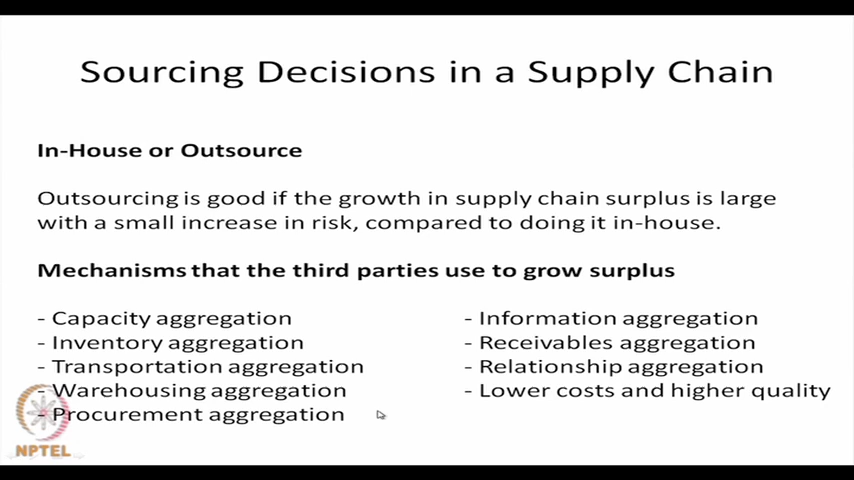 Sourcing Decisions in a Supply Chain
In-House or Outsource
Outsourcing is good if the growth in supply chain surplus is large
with a small increase in risk, compared to doing it in-house.
Mechanisms that the third parties use to grow surplus
- Capacity aggregation
- Inventory aggregation
- Transportation aggregation
- Warehousing aggregation
- Procurement aggregation
- Information aggregation
- Receivables aggregation
- Relationship aggregation
- Lower costs and higher quality
NPTEL